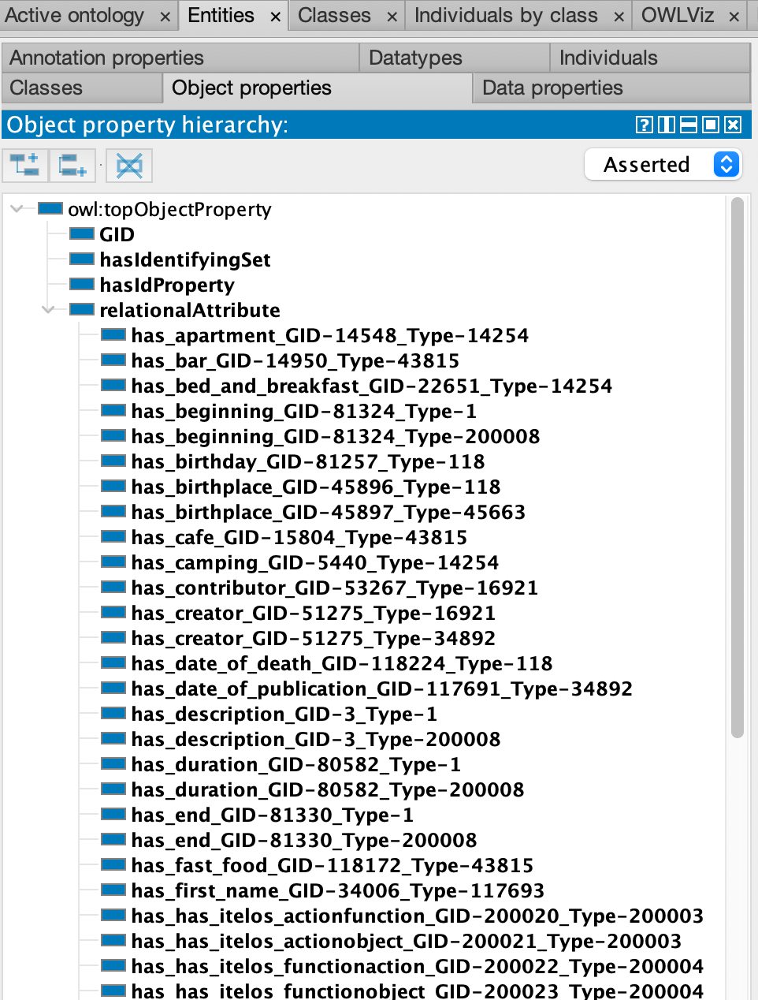 Active ontology × Entities × Classes × Individuals by class × OWLViz ×
Annotation properties Datatypes Individuals
Classes Object properties Data properties
Object property hierarchy:
Asserted
owl:topObjectProperty
GID
hasIdentifyingSet
hasIdProperty
relationalAttribute
has_apartment_GID-14548_Type-14254
has_bar_GID-14950_Type-43815
has_bed_and_breakfast_GID-22651_Type-14254
has_beginning_GID-81324_Type-1
has_beginning_GID-81324_Type-200008
has_birthday_GID-81257_Type-118
has_birthplace_GID-45896_Type-118
has_birthplace_GID-45897_Type-45663
has_cafe_GID-15804_Type-43815
has_camping_GID-5440_Type-14254
has_contributor_GID-53267_Type-16921
has_creator_GID-51275_Type-16921
has_creator_GID-51275_Type-34892
has_date_of_death_GID-118224_Type-118
has_date_of_publication_GID-117691_Type-34892
has_description_GID-3_Type-1
has_description_GID-3_Type-200008
has_duration_GID-80582_Type-1
has_duration_GID-80582_Type-200008
has_end_GID-81330_Type-1
has_end_GID-81330_Type-200008
has_fast_food_GID-118172_Type-43815
has_first_name_GID-34006_Type-117693
has_has_itelos_actionfunction_GID-200020_Type-200003
has_has_itelos_actionobject_GID-200021_Type-200003
has_has_itelos_functionaction_GID-200022_Type-200004
has_has_itelos_functionobject_GID-200023_Type-200004